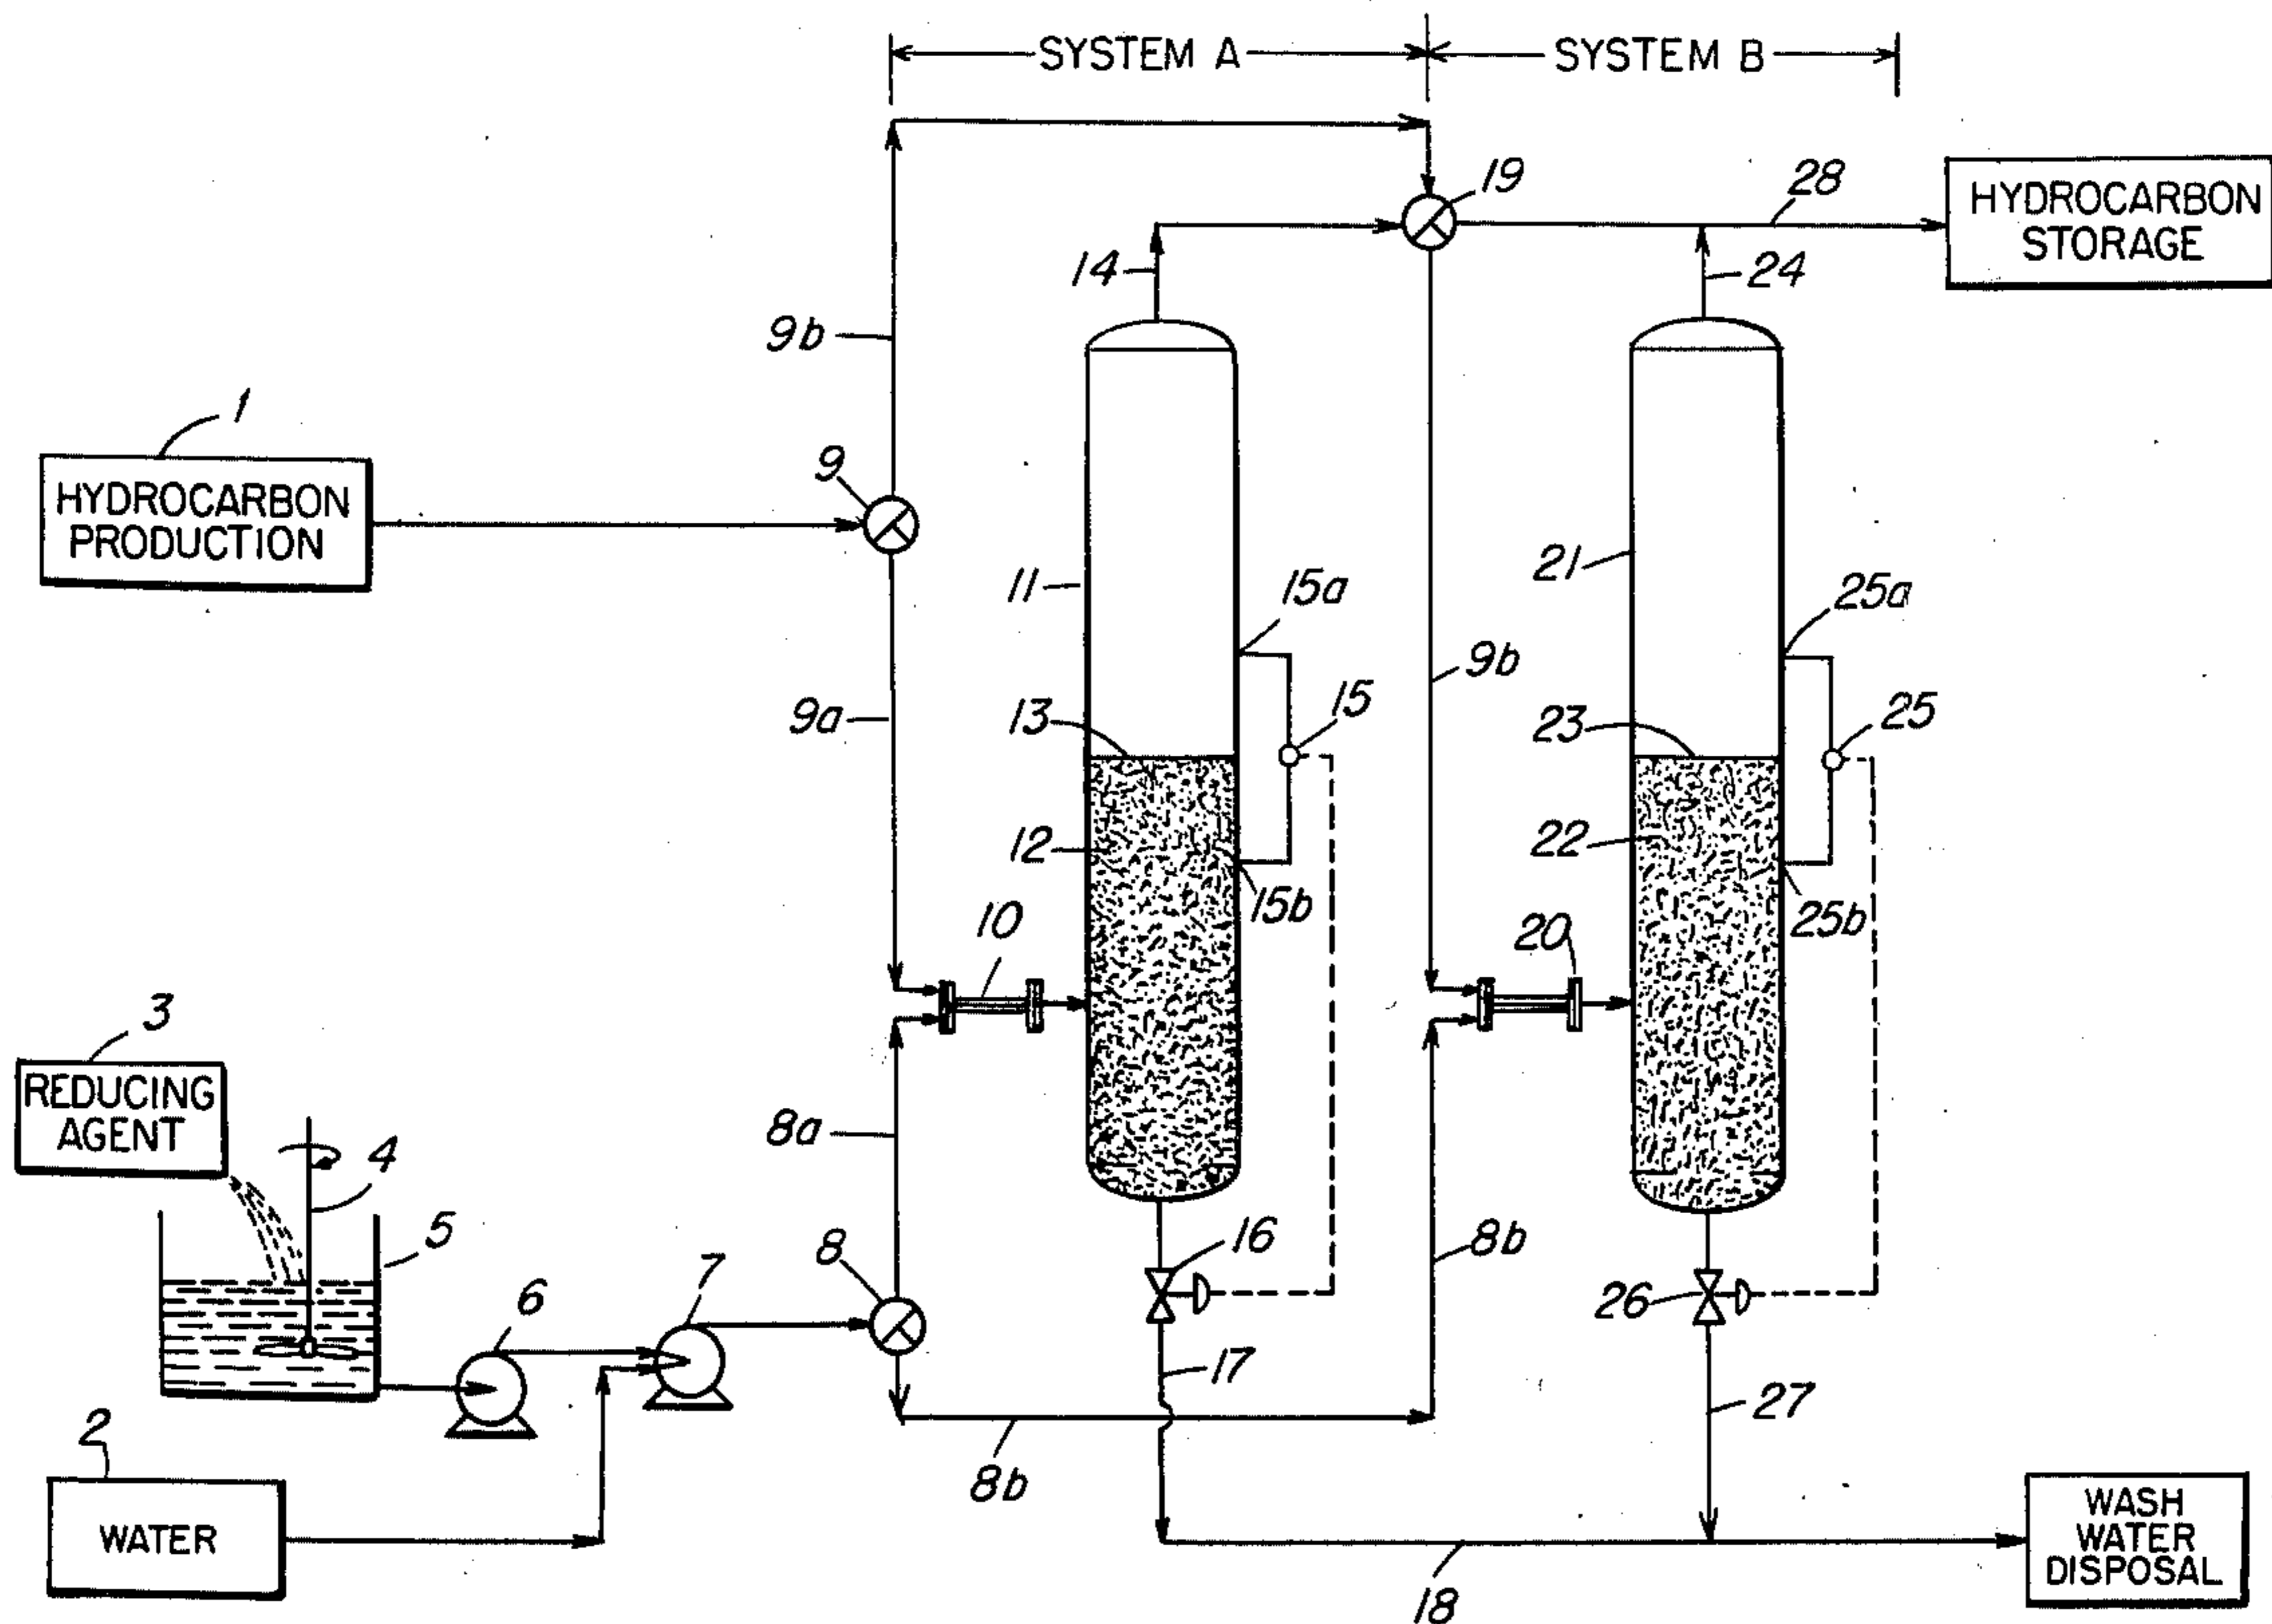 SYSTEM A
SYSTEM B
19
28
HYDROCARBON
STORAGE
14
24
9b
1
HYDROCARBON
PRODUCTION
9
11
15a
21
25a
9b
9a
13
15
23
25
12
22
15b
25b
10
20
3
REDUCING
AGENT
4
8a
5
8
16
8b
6
7
26
17
27
2
WATER
8b
WASH
WATER
DISPOSAL
18